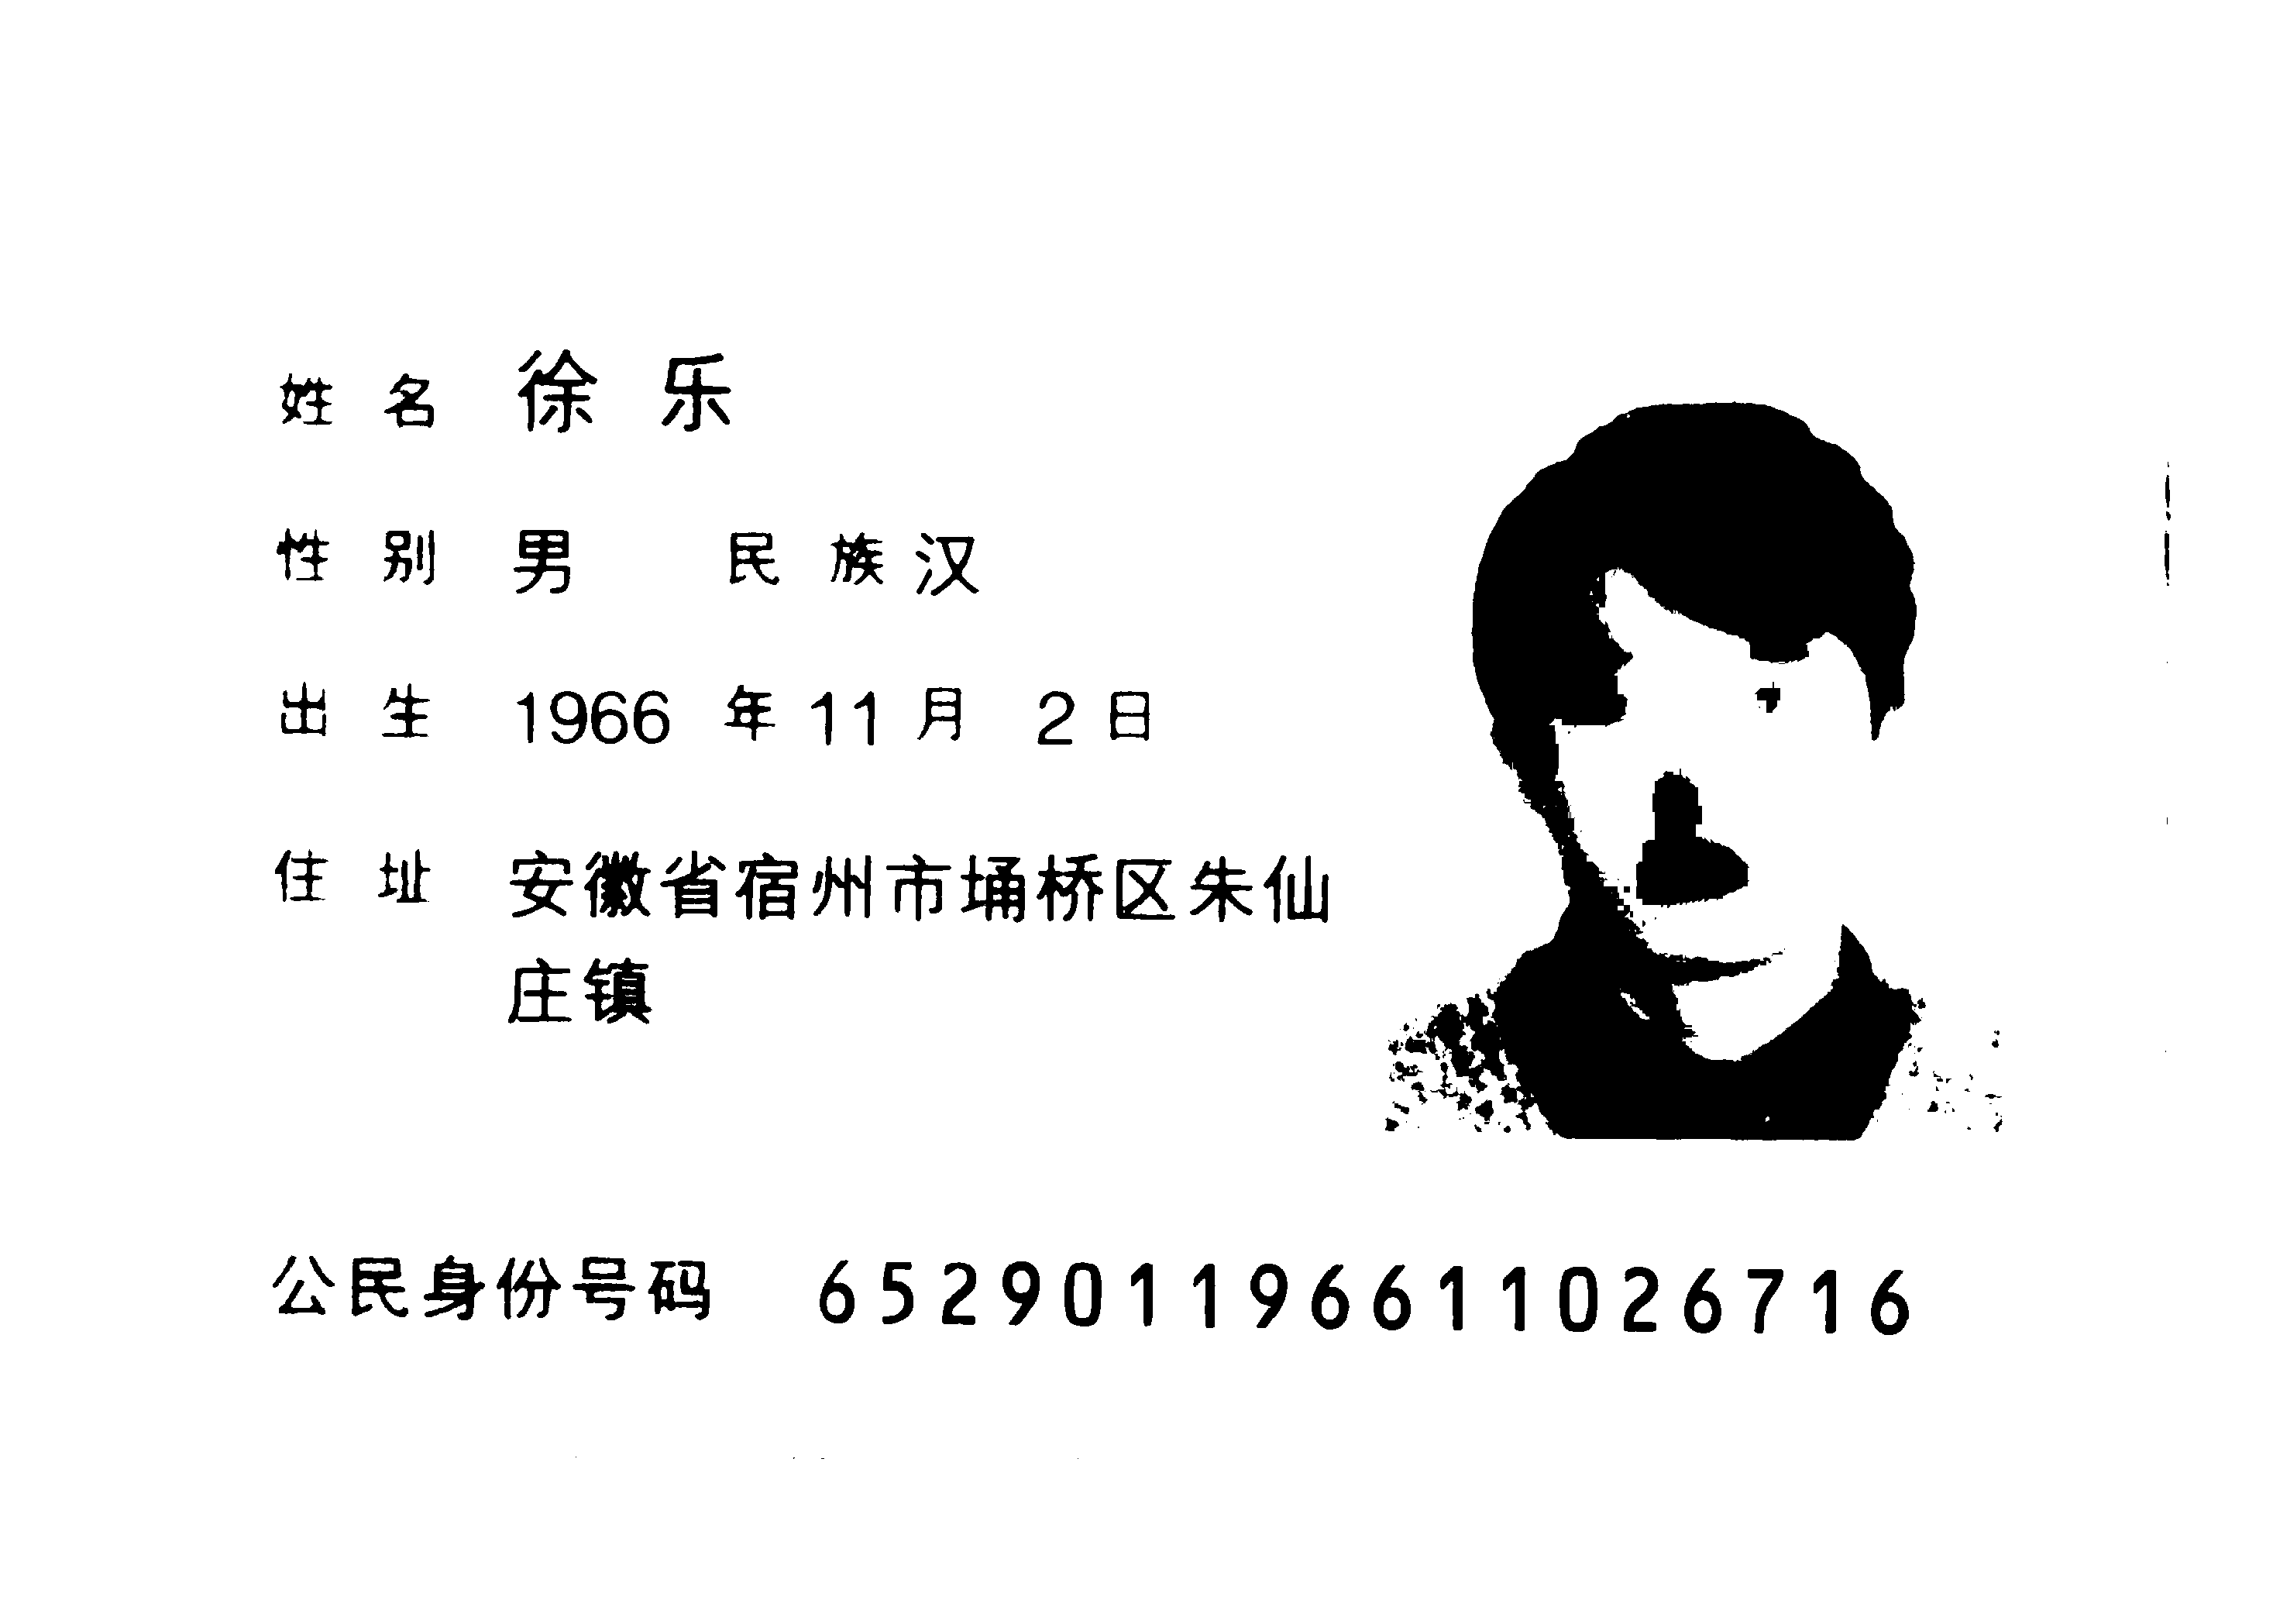 姓名 徐乐
性别 男 民族 汉
出生 1966 年 11 月 2 日
住址 安徽省宿州市埇桥区朱仙
庄镇
公民身份号码 652901196611026716